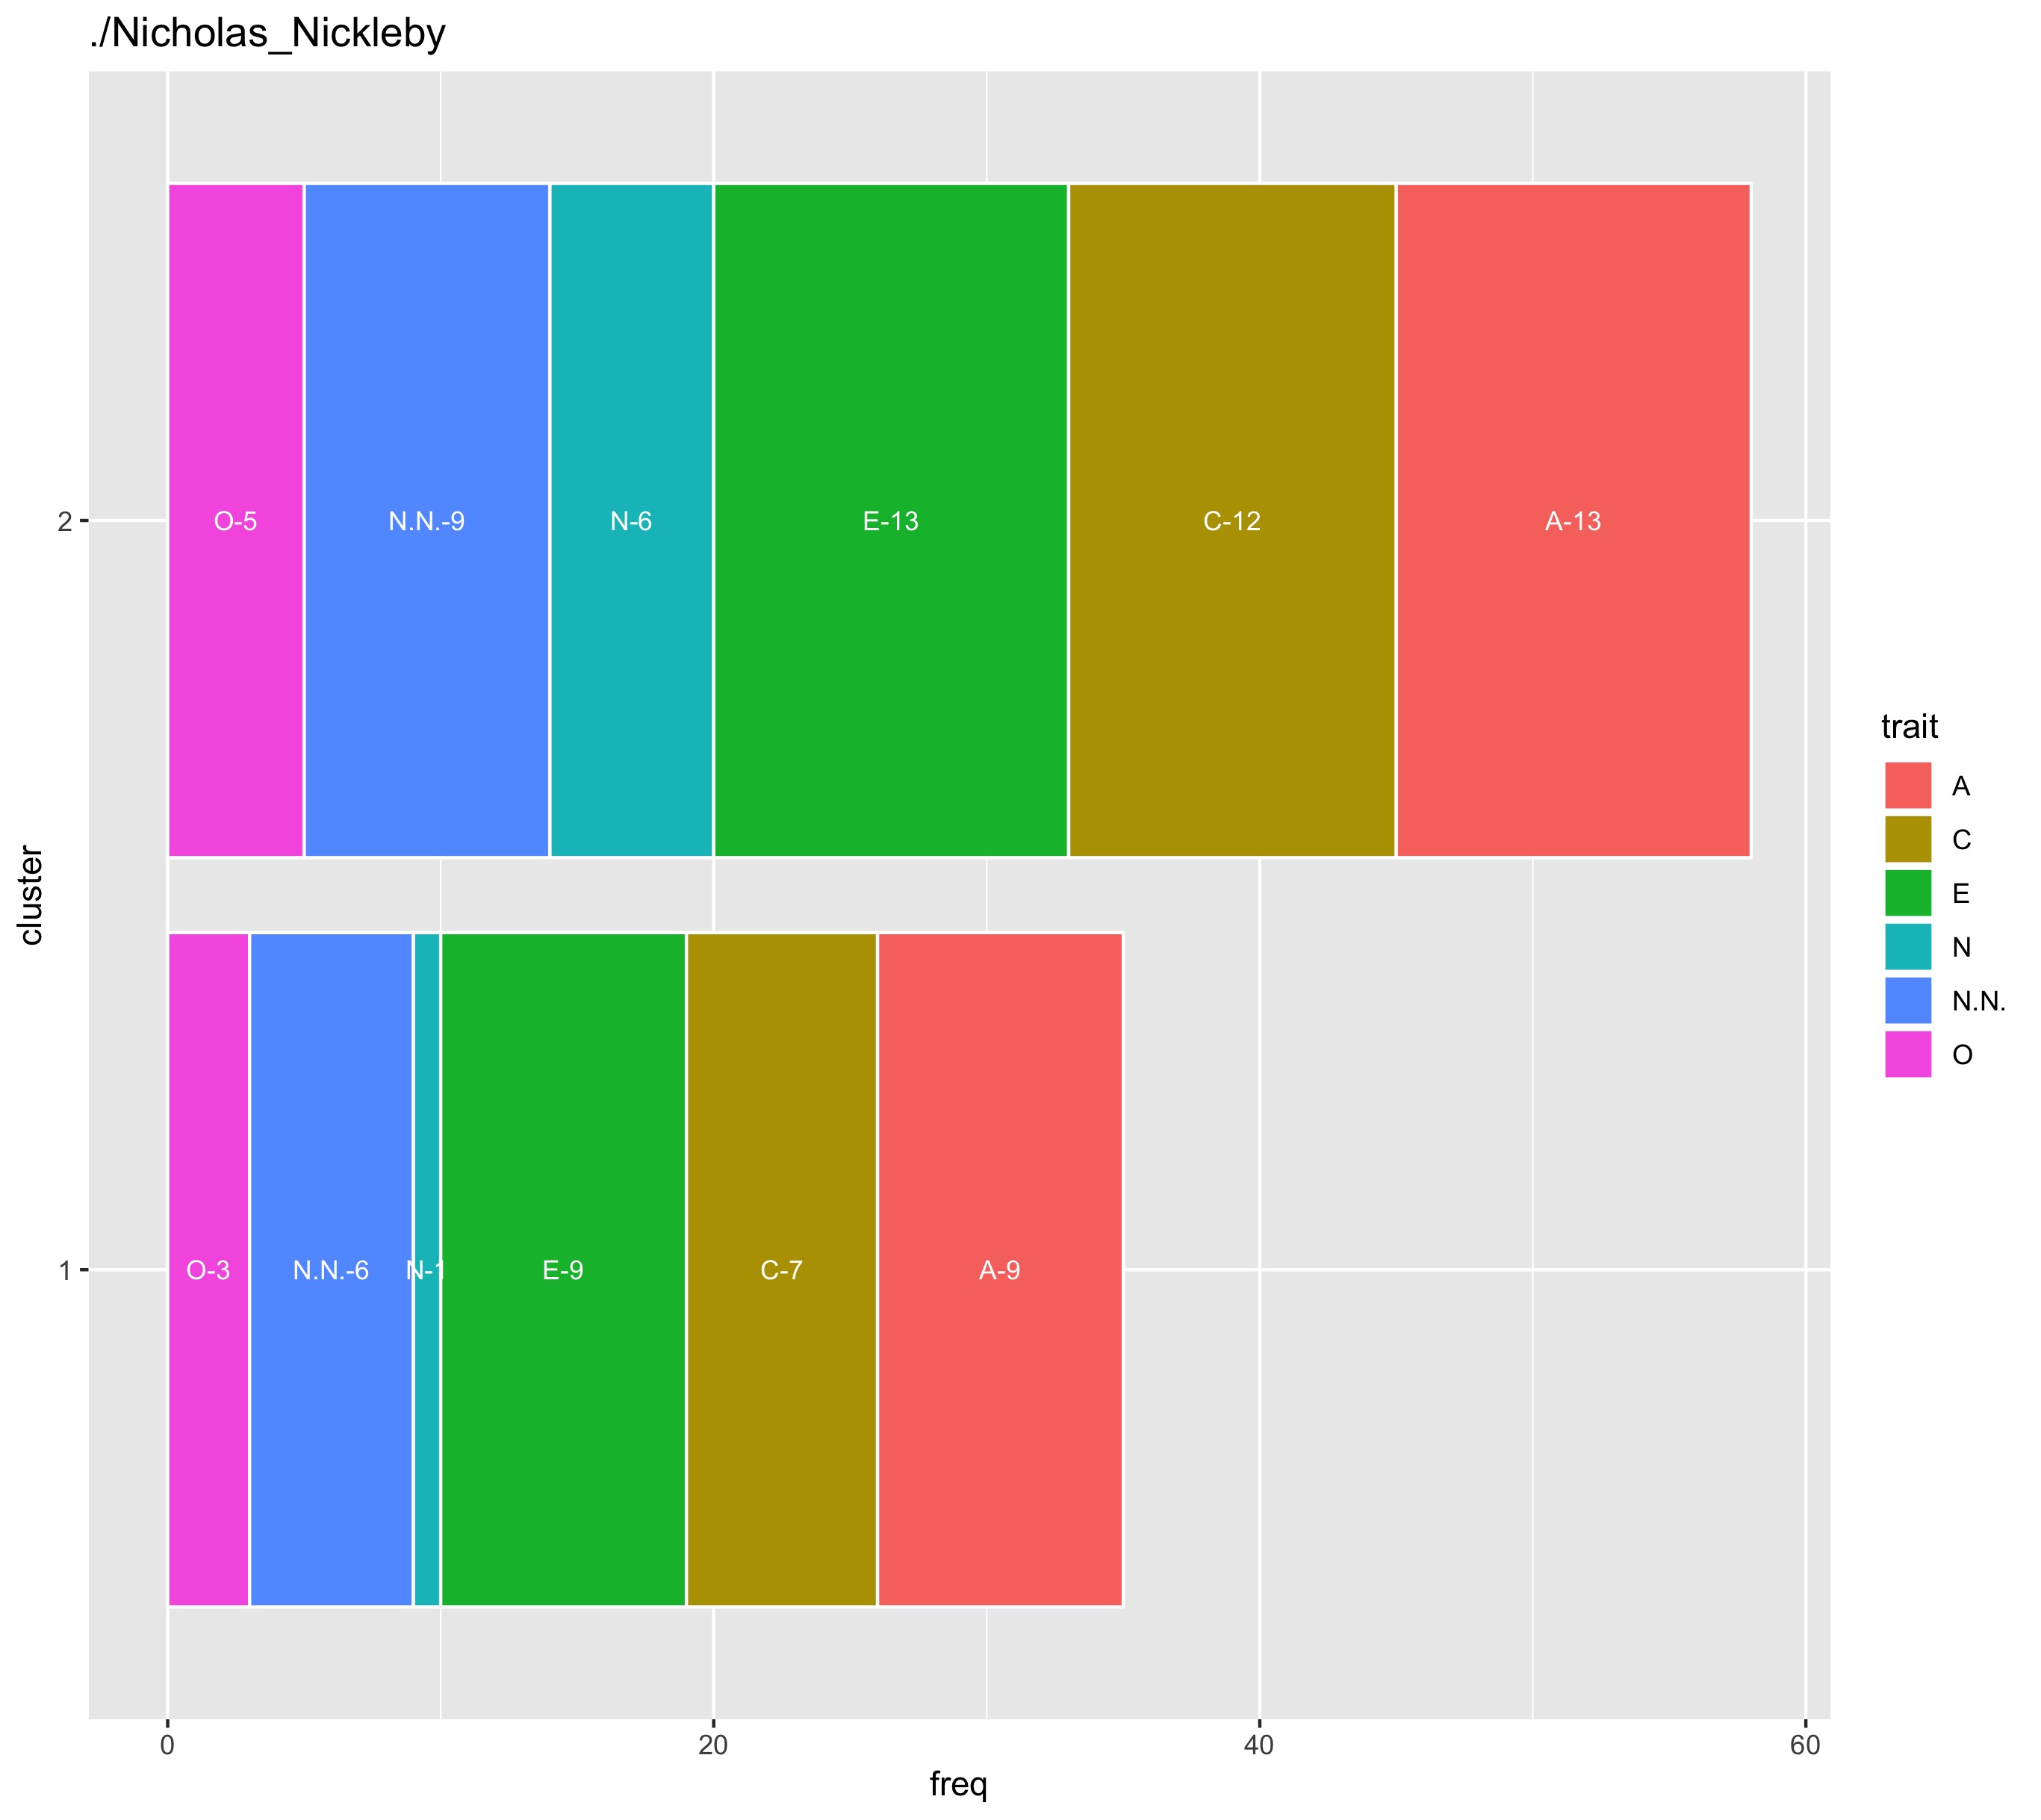 ./Nicholas_Nickleby
2
O-5 N.N.-9 N-6 E-13 C-12 A-13
cluster
1
O-3 N.N.-6 N-1 E-9 C-7 A-9
0 20 40 60
freq
trait
A
C
E
N
N.N.
O